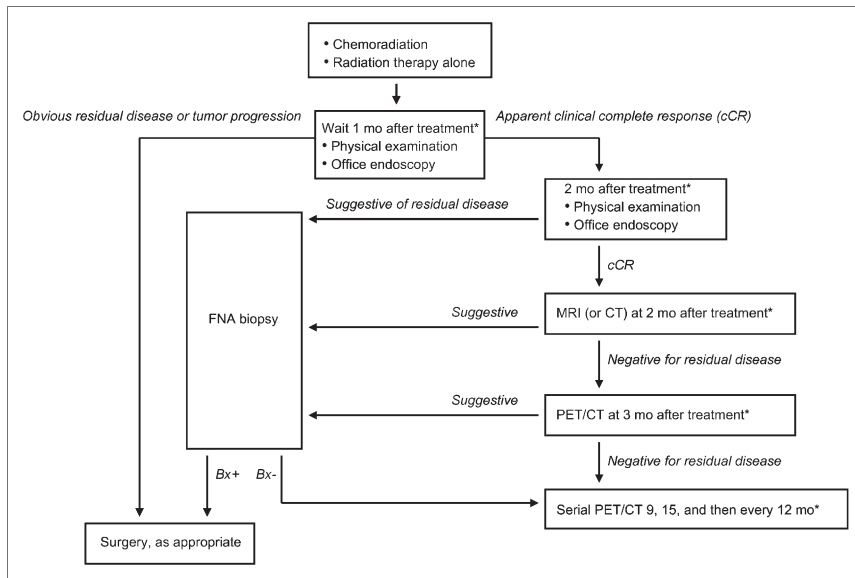 • Chemoradiation
• Radiation therapy alone
Obvious residual disease or tumor progression
Wait 1 mo after treatment*
• Physical examination
• Office endoscopy
Apparent clinical complete response (cCR)
2 mo after treatment*
• Physical examination
• Office endoscopy
Suggestive of residual disease
cCR
FNA biopsy
Suggestive
MRI (or CT) at 2 mo after treatment*
Negative for residual disease
Suggestive
PET/CT at 3 mo after treatment*
Negative for residual disease
Bx+
Bx-
Serial PET/CT 9, 15, and then every 12 mo*
Surgery, as appropriate